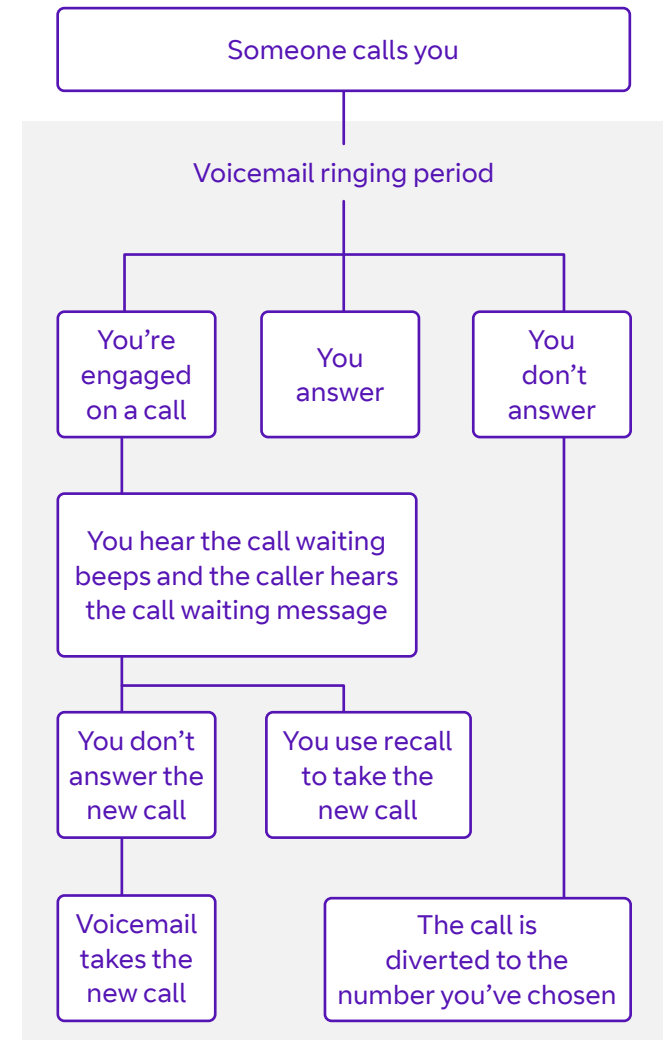 Someone calls you
Voicemail ringing period
You’re
engaged
on a call
You
answer
You
don’t
answer
You hear the call waiting
beeps and the caller hears
the call waiting message
You don’t
answer the
new call
You use recall
to take the
new call
Voicemail
takes the
new call
The call is
diverted to the
number you’ve chosen